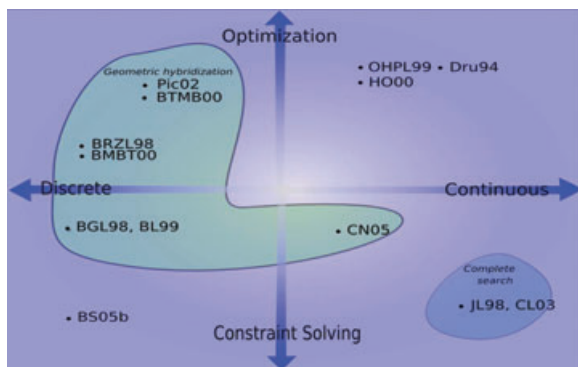 Optimization
Geometric hybridization
• Pic02
• BTMB00
• OHPL99 • Dru94
• HO00
• BRZL98
• BMBT00
Discrete
Continuous
• BGL98, BL99
• CN05
Complete
search
• JL98, CL03
• BS05b
Constraint Solving